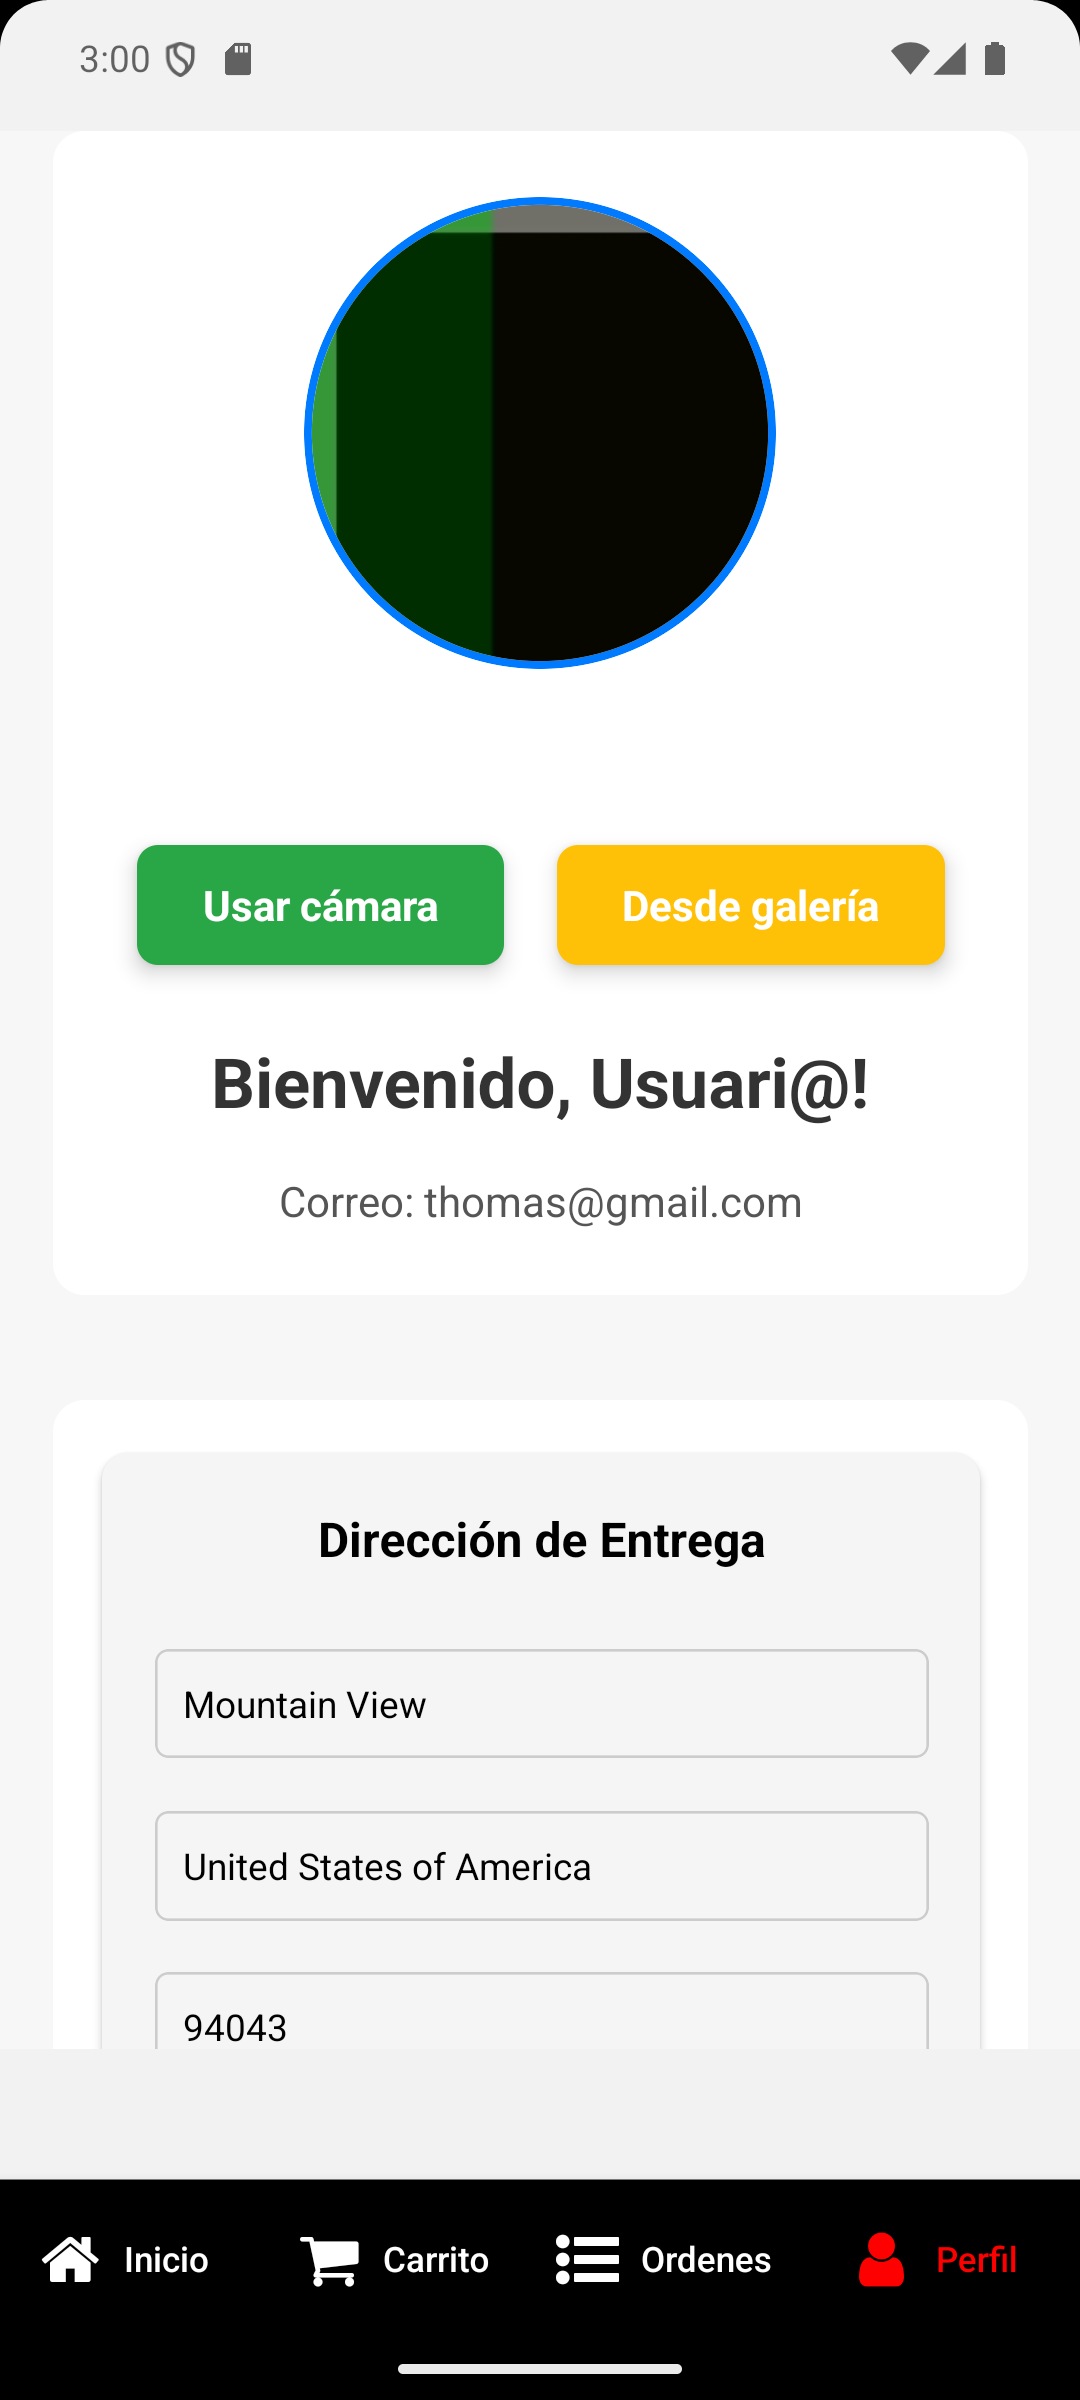 3:00
Usar cámara
Desde galería
Bienvenido, Usuari@!
Correo: thomas@gmail.com
Dirección de Entrega
Mountain View
United States of America
94043
Inicio
Carrito
Ordenes
Perfil